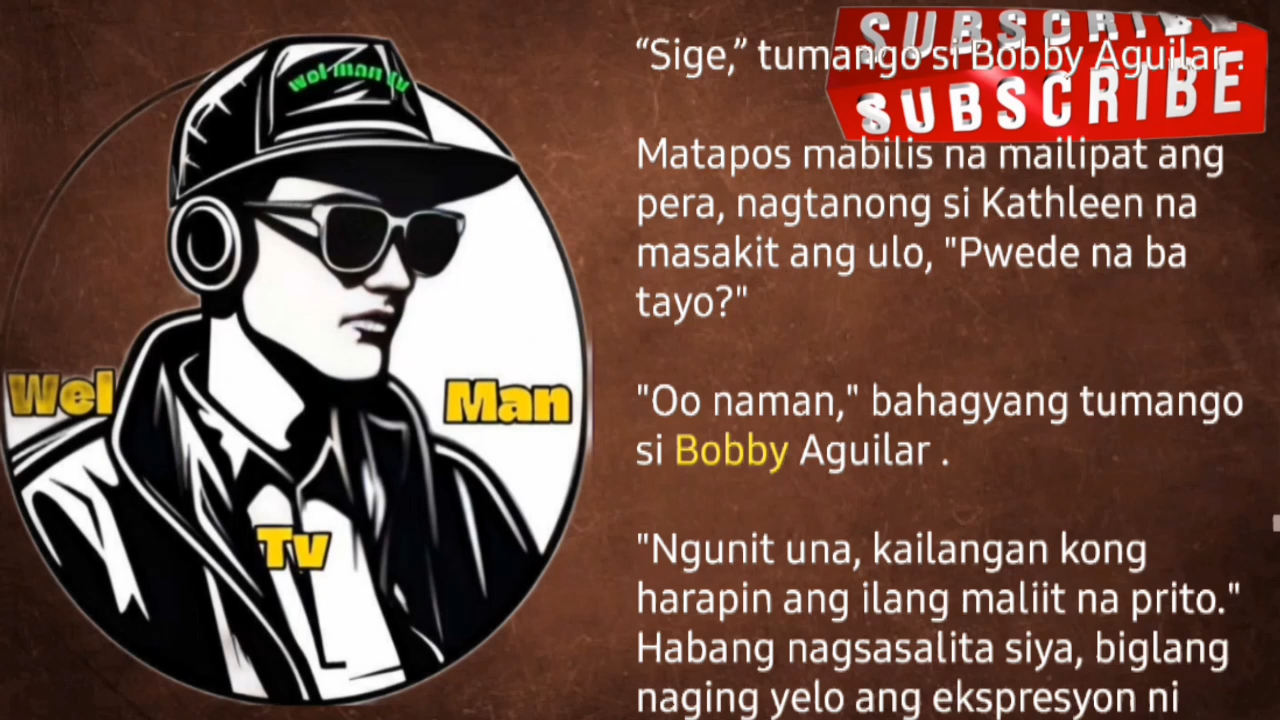 wel man tv
Wel
Man
Tv
SUBSCRIBE
SUBSCRIBE
“Sige,” tumango si Bobby Aguilar .
Matapos mabilis na mailipat ang
pera, nagtanong si Kathleen na
masakit ang ulo, "Pwede na ba
tayo?"
"Oo naman," bahagyang tumango
si Bobby Aguilar .
"Ngunit una, kailangan kong
harapin ang ilang maliit na prito."
Habang nagsasalita siya, biglang
naging yelo ang ekspresyon ni